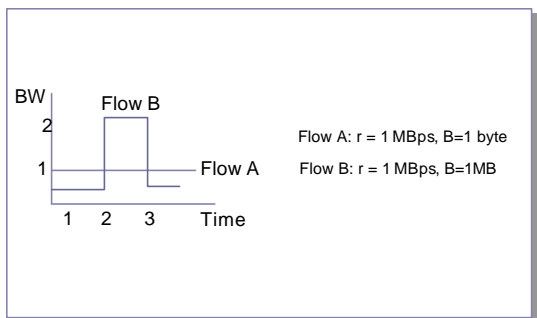 BW
Flow B
2
1
Flow A
1 2 3 Time
Flow A: r = 1 MBps, B=1 byte
Flow B: r = 1 MBps, B=1MB